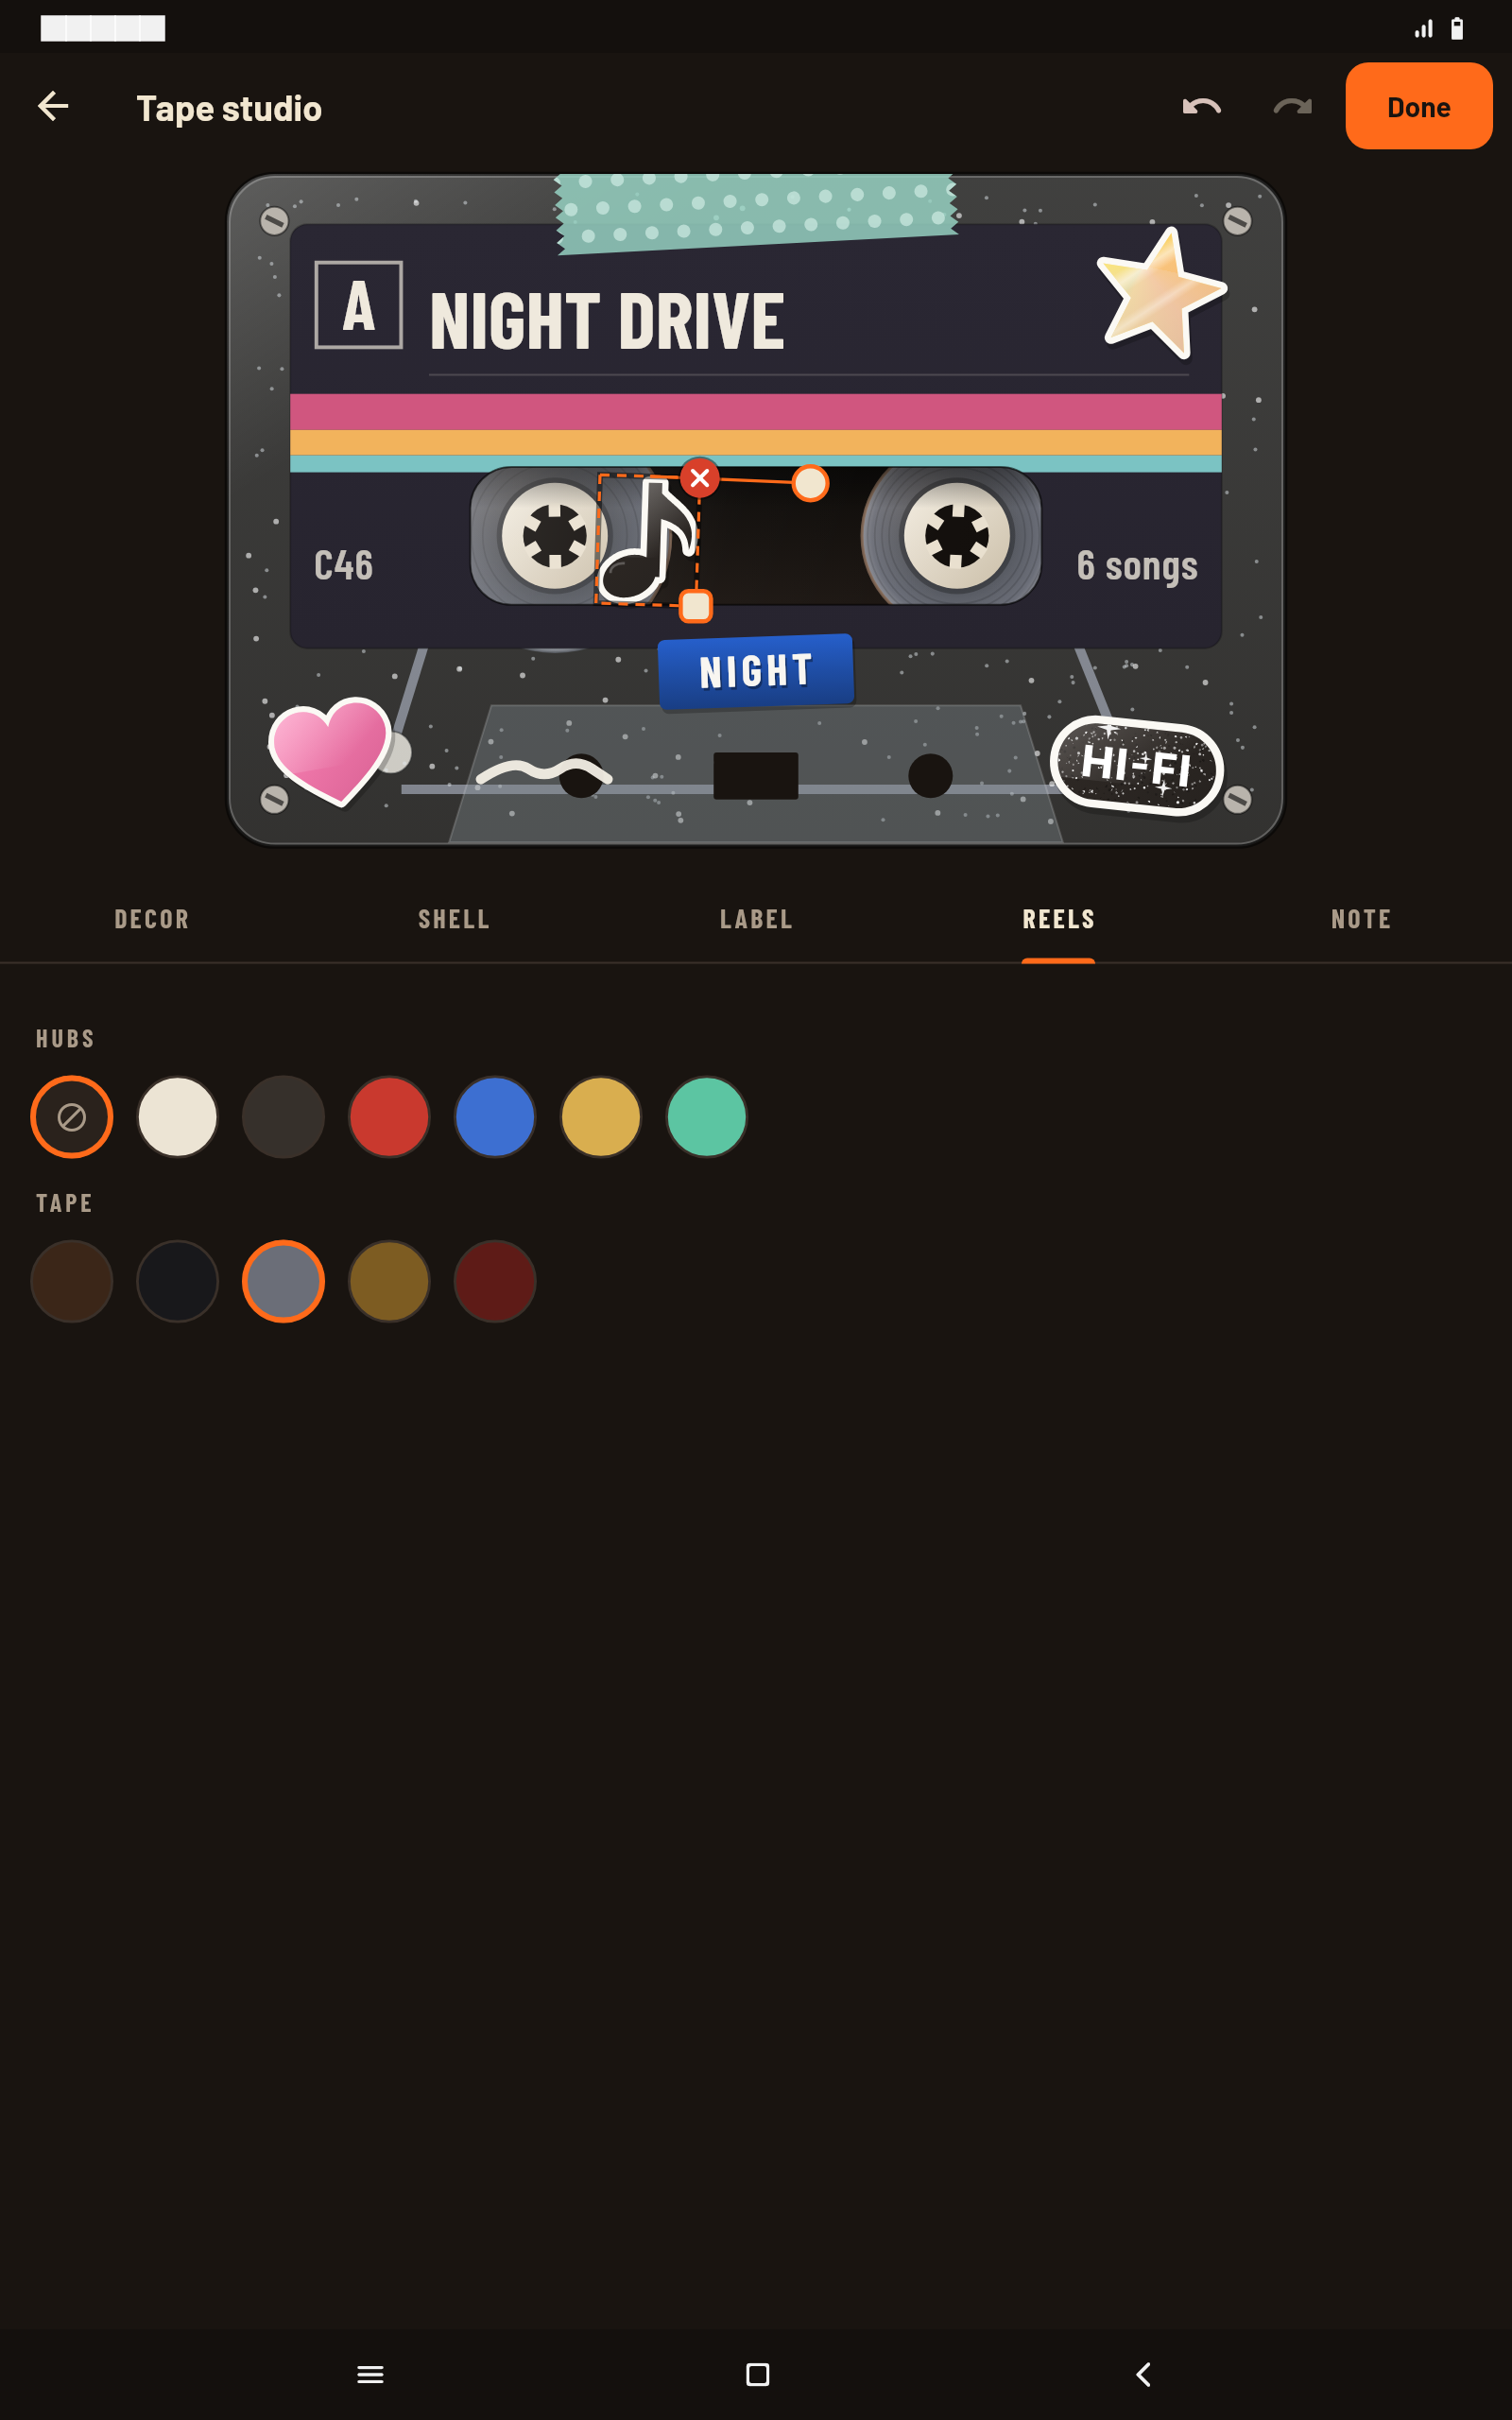 Tape studio
Done
A
NIGHT DRIVE
C46
6 songs
NIGHT
HI-FI
DECOR
SHELL
LABEL
REELS
NOTE
HUBS
TAPE